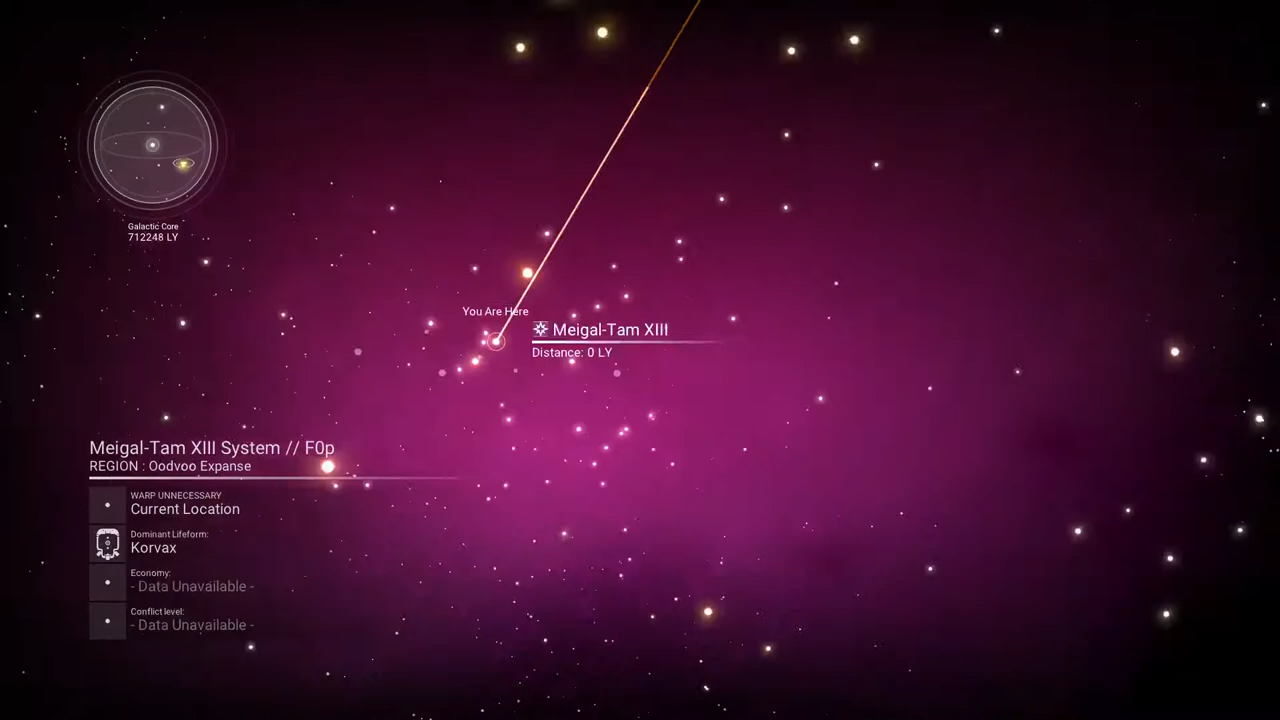 Galactic Core
712248 LY
You Are Here
Meigal-Tam XIII
Distance: 0 LY
Meigal-Tam XIII System // F0p
REGION : Oodvoo Expanse
WARP UNNECESSARY
Current Location
Dominant Lifeform:
Korvax
Economy:
- Data Unavailable -
Conflict level:
- Data Unavailable -